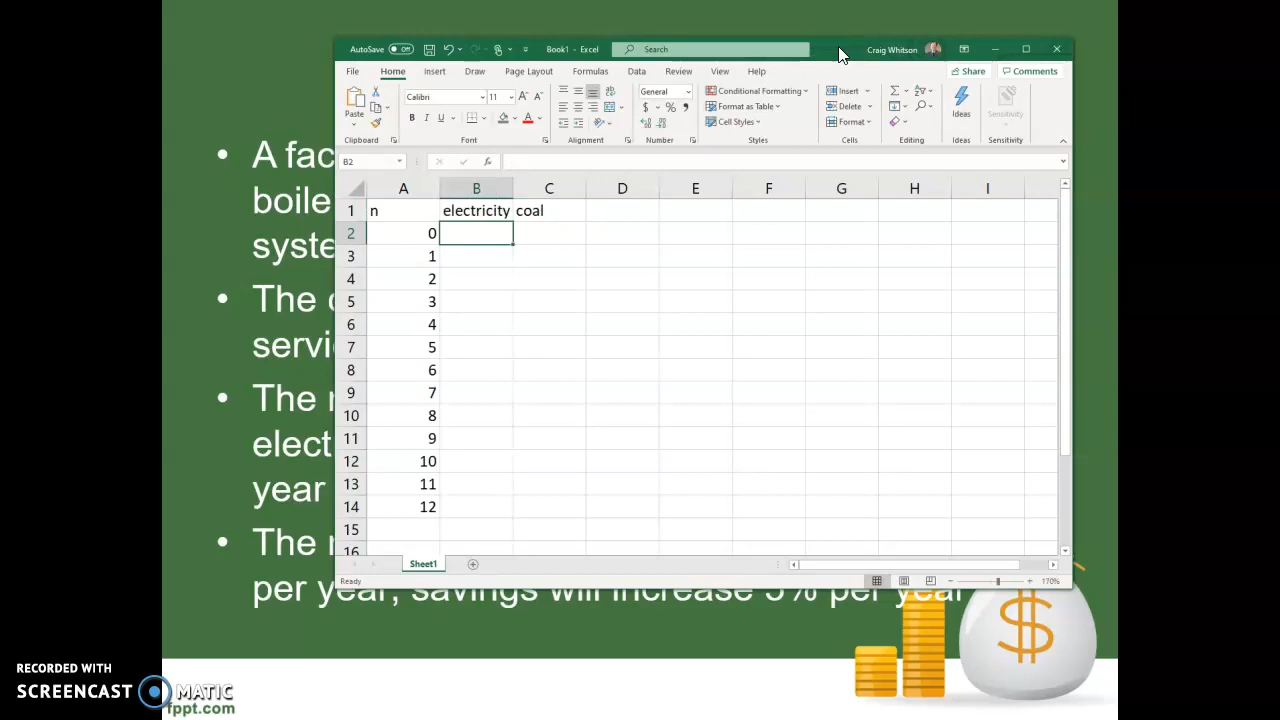 AutoSave Off Book1 - Excel Search Craig Whitson
File Home Insert Draw Page Layout Formulas Data Review View Help Share Comments
Paste Calibri 11 General Conditional Formatting Insert
B I U A $ % Format as Table Delete
Cell Styles Format Ideas Sensitivity
Clipboard Font Alignment Number Styles Cells Editing Ideas Sensitivity
B2 fx
A B C D E F G H I
1 n electricity coal
2 0
3 1
4 2
5 3
6 4
7 5
8 6
9 7
10 8
11 9
12 10
13 11
14 12
15
16
Sheet1
Ready 170%
• A fac
boile
syste
• The
servi
• The
elect
year
• The
per year, savings will increase 5% per year
$
RECORDED WITH
SCREENCAST MATIC
fppt.com